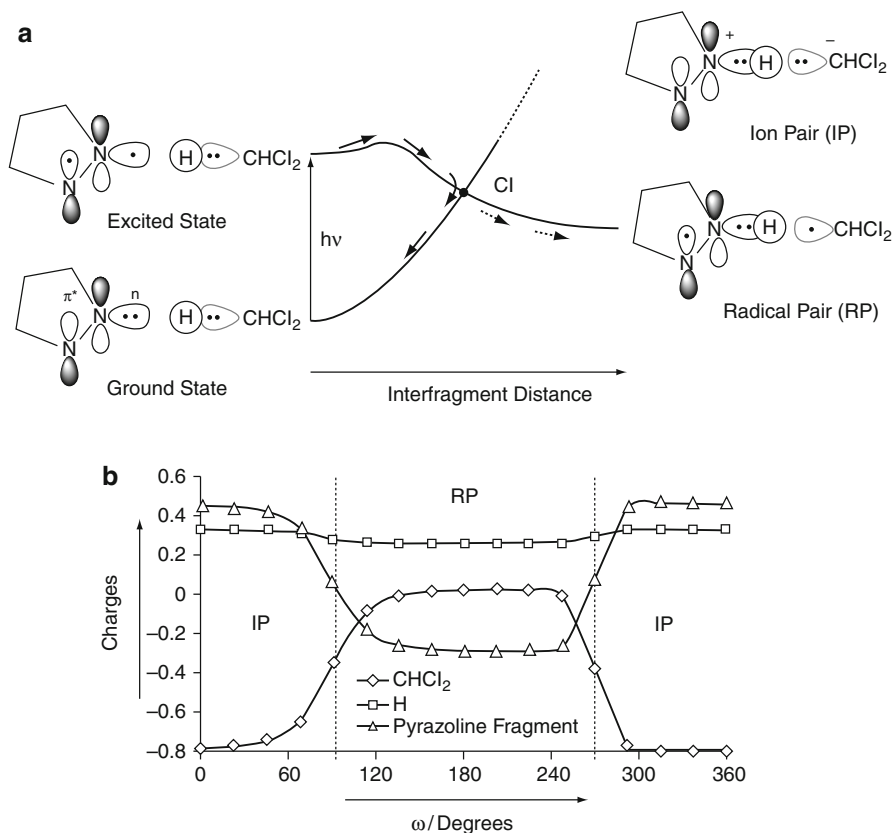 a
N
N
H
CHCl2
Excited State
π*
n
N
N
H
CHCl2
Ground State
hν
CI
Interfragment Distance
+
−
N
N
H
CHCl2
Ion Pair (IP)
N
N
H
CHCl2
Radical Pair (RP)
b
0.6
0.4
0.2
0
−0.2
−0.4
−0.6
−0.8
Charges
IP
RP
IP
CHCl2
H
Pyrazoline Fragment
0 60 120 180 240 300 360
ω/Degrees